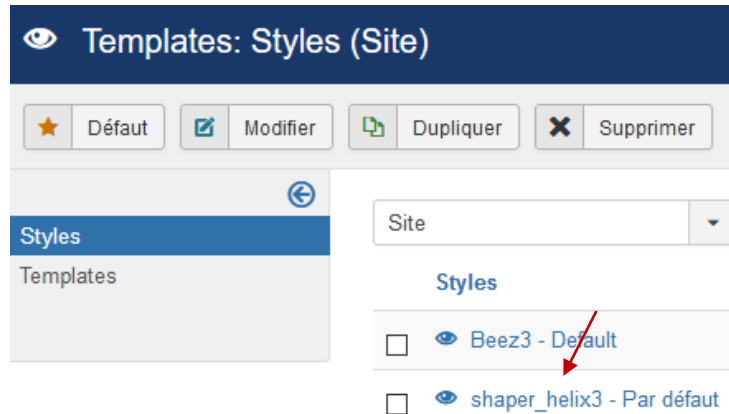 Templates: Styles (Site)
Défaut Modifier Dupliquer Supprimer
Styles
Templates
Site
Styles
Beez3 - Default
shaper_helix3 - Par défaut